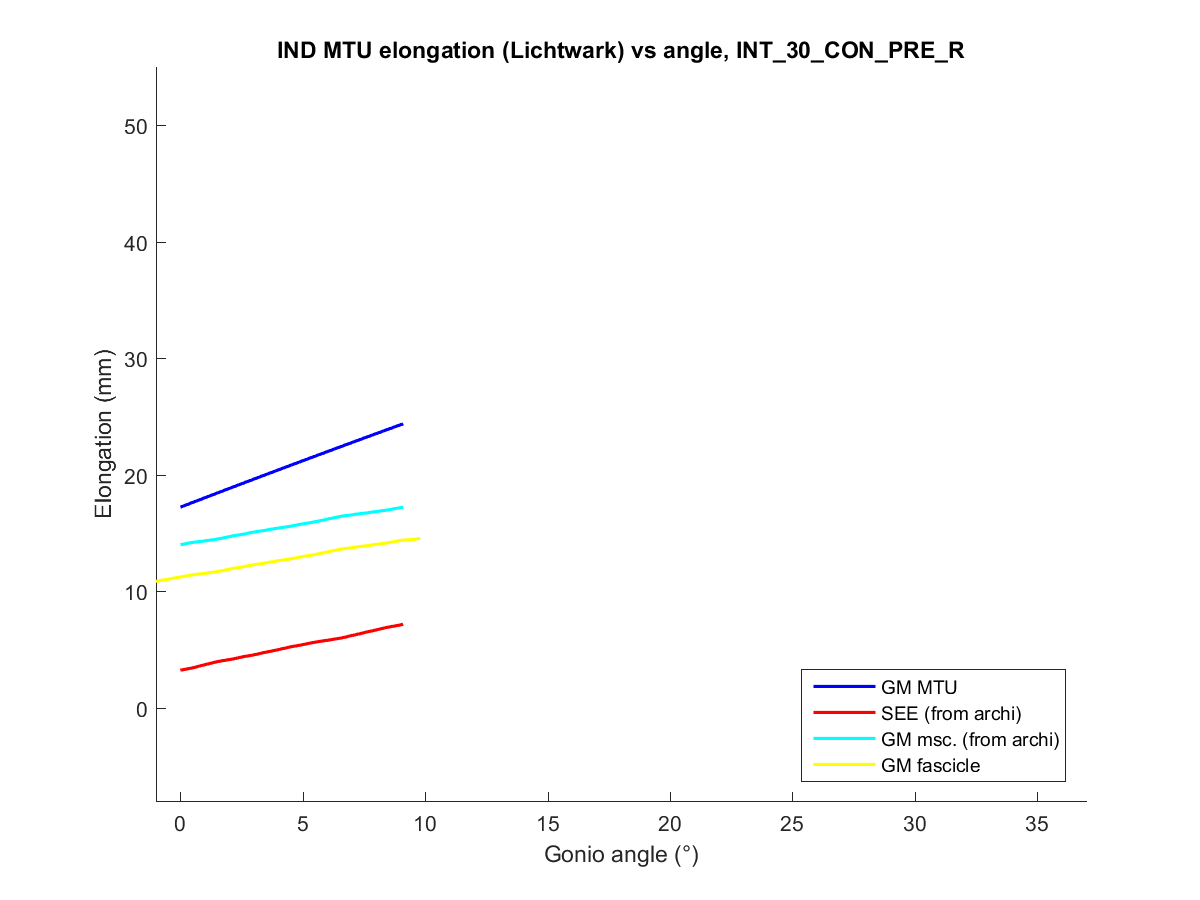 IND MTU elongation (Lichtwark) vs angle, INT_30_CON_PRE_R
50
40
30
20
10
0
Elongation (mm)
0 5 10 15 20 25 30 35
Gonio angle (°)
GM MTU
SEE (from archi)
GM msc. (from archi)
GM fascicle